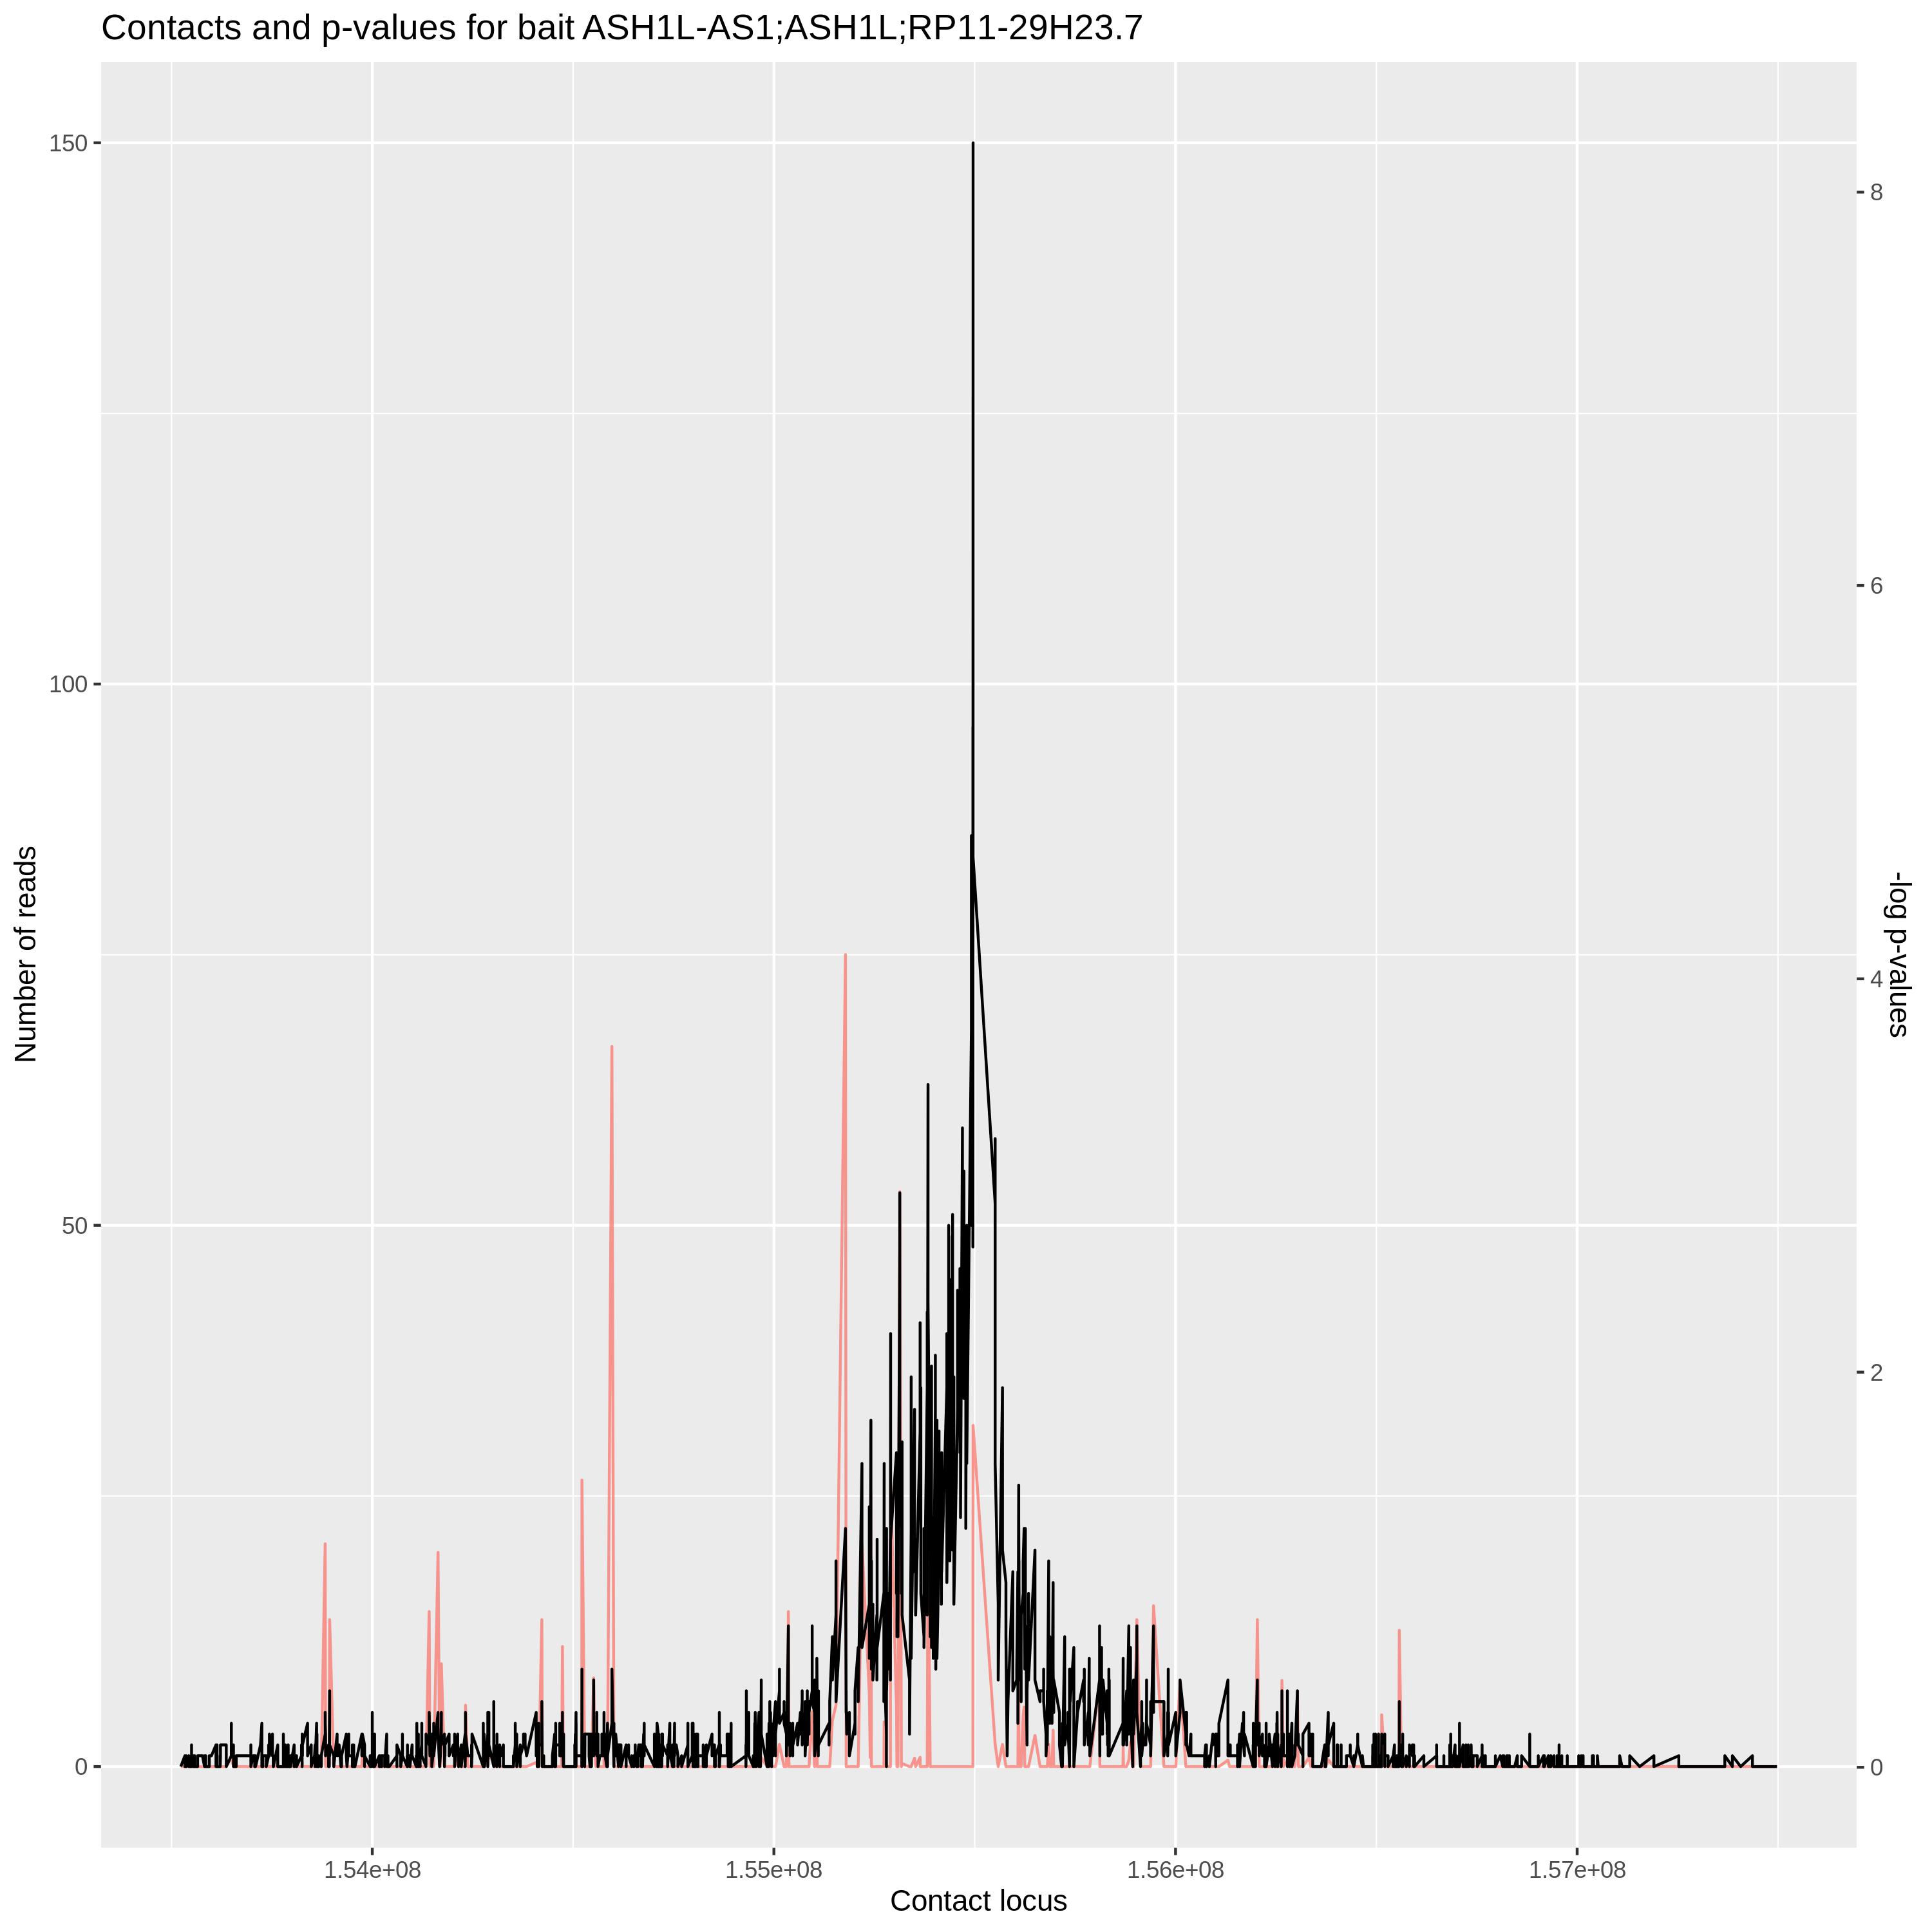 Contacts and p-values for bait ASH1L-AS1;ASH1L;RP11-29H23.7
150
100
50
0
Number of reads
8
6
4
2
0
-log p-values
1.54e+08 1.55e+08 1.56e+08 1.57e+08
Contact locus